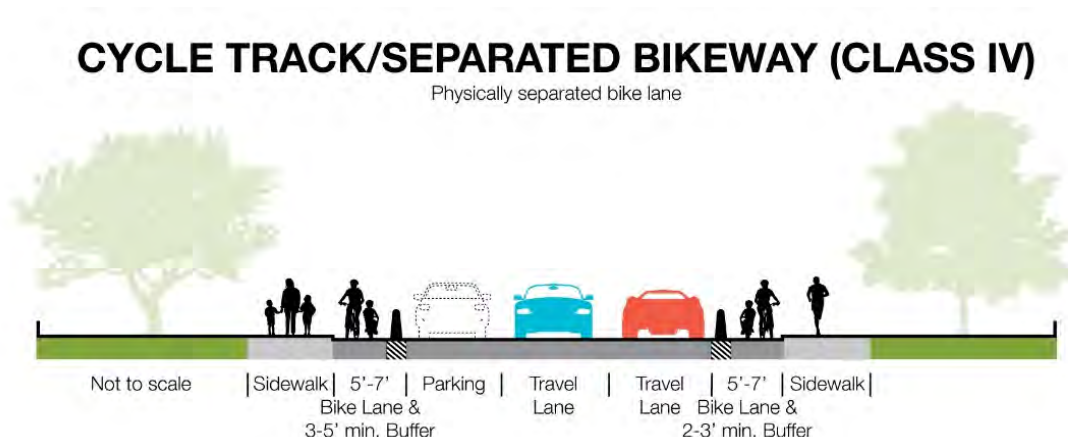 CYCLE TRACK/SEPARATED BIKEWAY (CLASS IV)
Physically separated bike lane
Not to scale | Sidewalk | 5'-7' | Parking | Travel | Travel | 5'-7' | Sidewalk |
Bike Lane & Lane Lane Bike Lane &
3-5' min. Buffer 2-3' min. Buffer